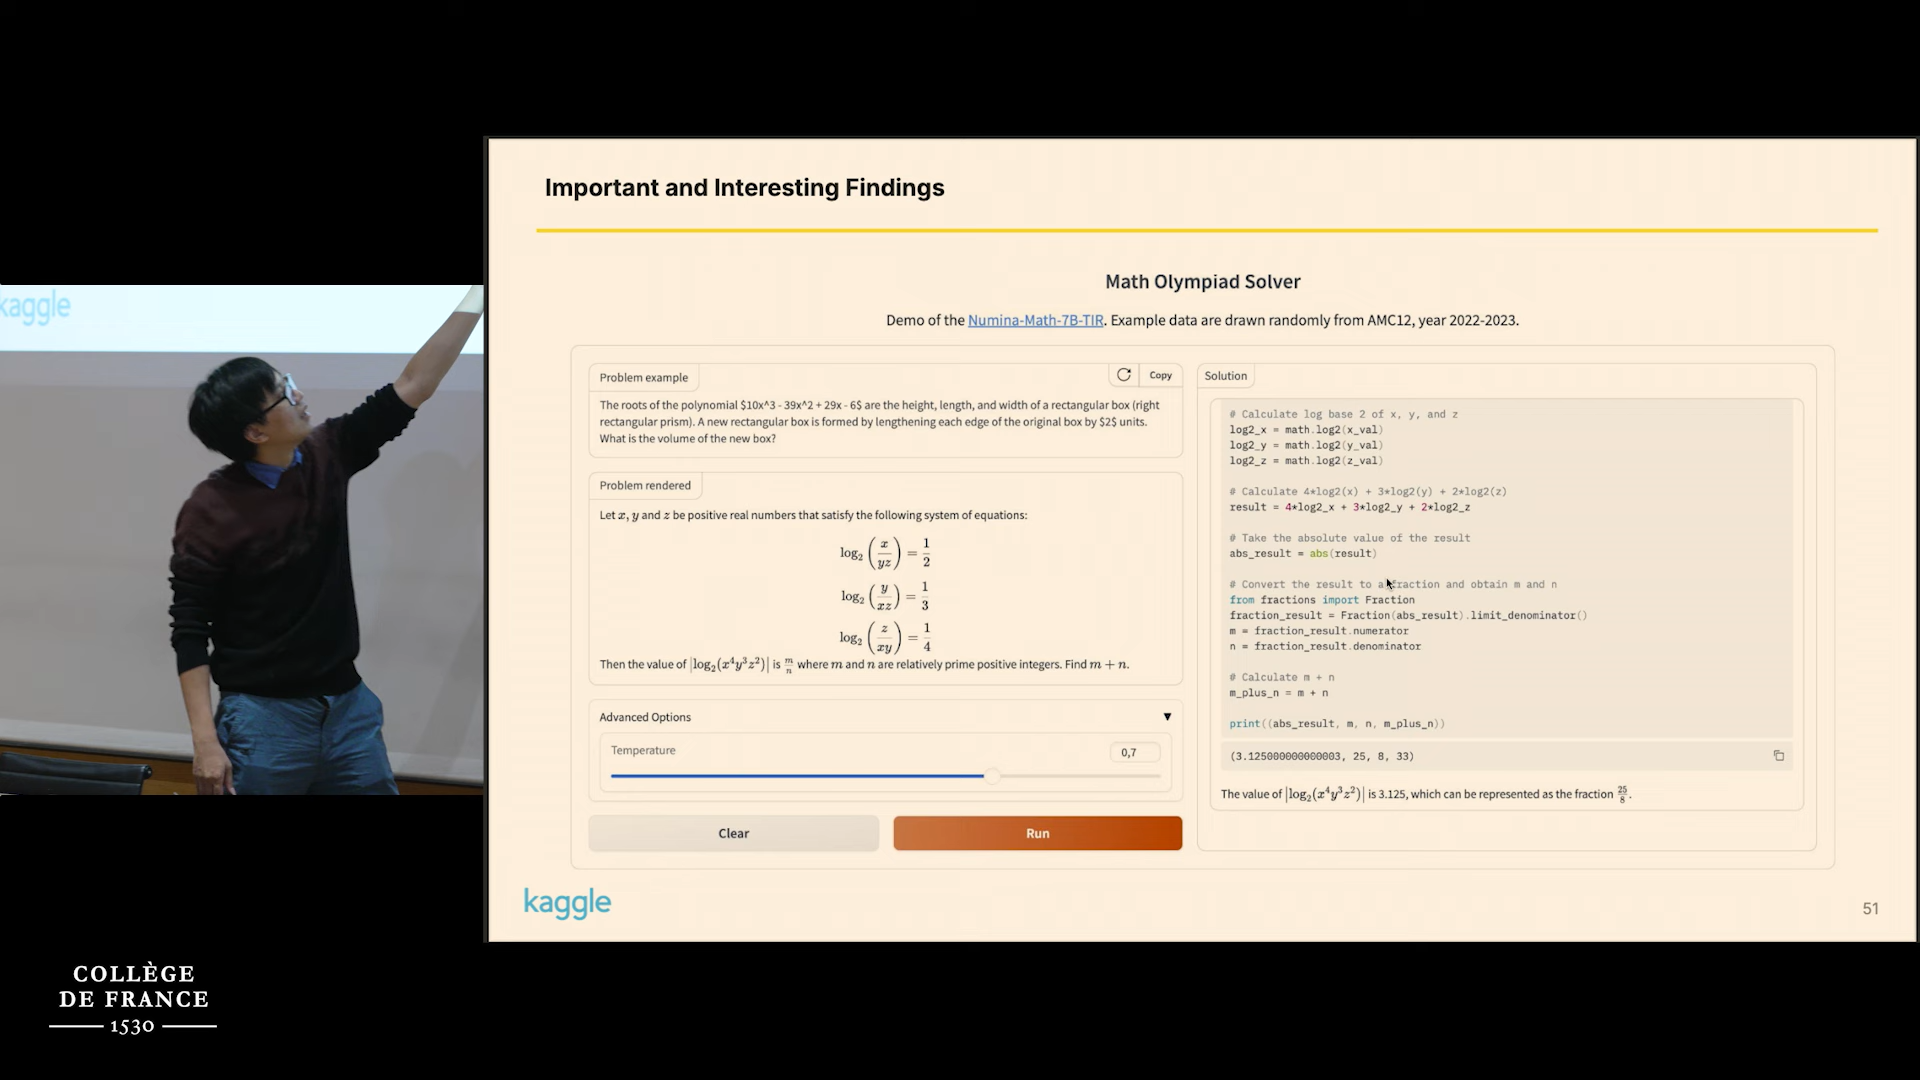 Important and Interesting Findings
Math Olympiad Solver
Demo of the Numina-Math-7B-TIR. Example data are drawn randomly from AMC12, year 2022-2023.
Problem example
Copy
The roots of the polynomial $10x^3 - 39x^2 + 29x - 6$ are the height, length, and width of a rectangular box (right
rectangular prism). A new rectangular box is formed by lengthening each edge of the original box by $2$ units.
What is the volume of the new box?
Problem rendered
Let x, y and z be positive real numbers that satisfy the following system of equations:
log₂ (x/yz) = 1/2
log₂ (y/xz) = 1/3
log₂ (z/xy) = 1/4
Then the value of |log₂(x⁴y³z²)| is m/n where m and n are relatively prime positive integers. Find m + n.
Advanced Options ▼
Temperature
0,7
Clear
Run
Solution
# Calculate log base 2 of x, y, and z
log2_x = math.log2(x_val)
log2_y = math.log2(y_val)
log2_z = math.log2(z_val)
# Calculate 4*log2(x) + 3*log2(y) + 2*log2(z)
result = 4*log2_x + 3*log2_y + 2*log2_z
# Take the absolute value of the result
abs_result = abs(result)
# Convert the result to a fraction and obtain m and n
from fractions import Fraction
fraction_result = Fraction(abs_result).limit_denominator()
m = fraction_result.numerator
n = fraction_result.denominator
# Calculate m + n
m_plus_n = m + n
print((abs_result, m, n, m_plus_n))
(3.125000000000003, 25, 8, 33)
The value of |log₂(x⁴y³z²)| is 3.125, which can be represented as the fraction 25/8.
kaggle
51
kaggle
COLLÈGE
DE FRANCE
1530